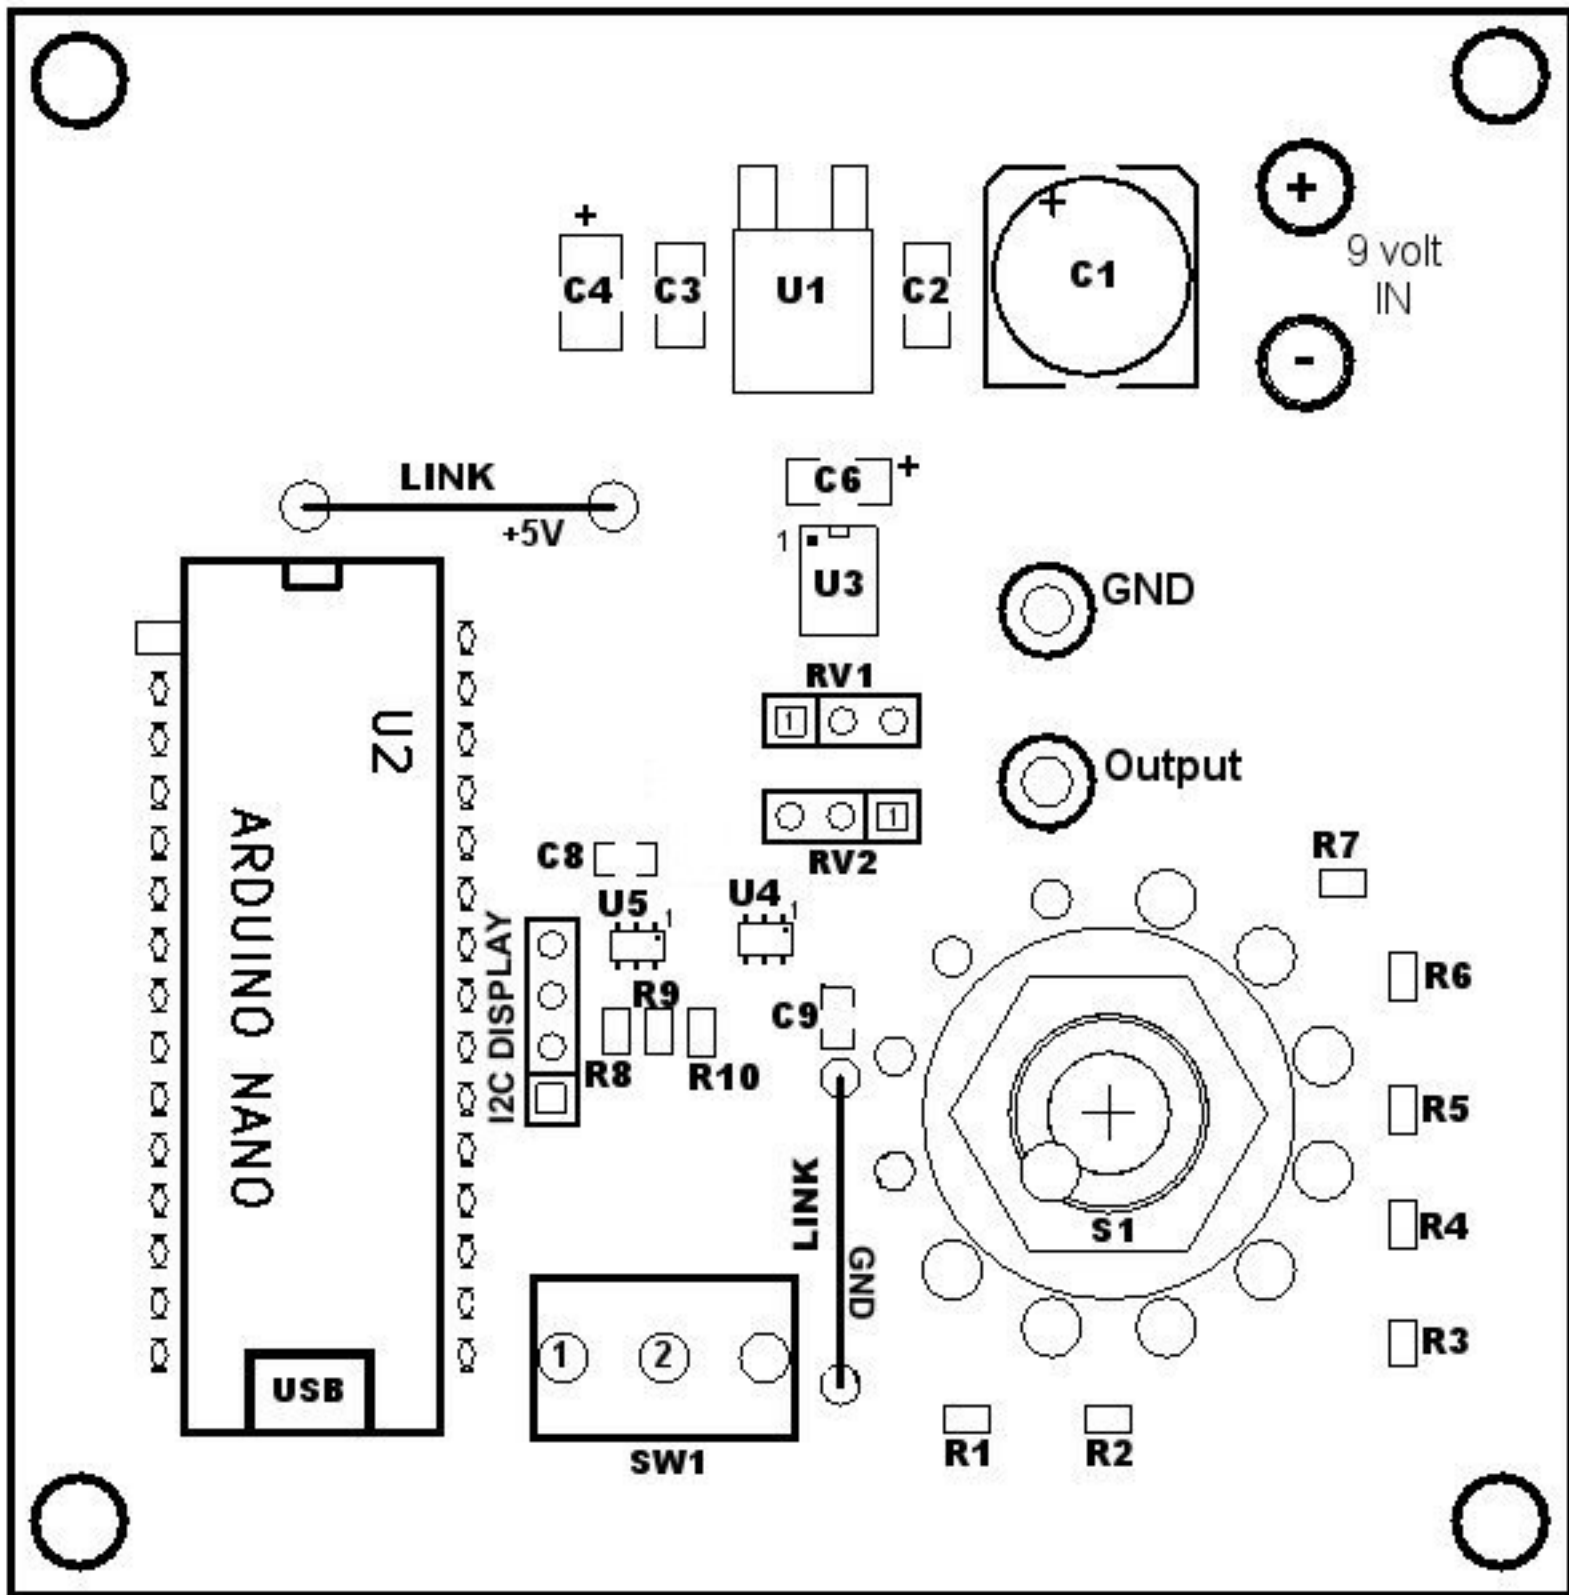 +
+
+
9 volt
IN
C4
C3
U1
C2
C1
-
LINK
+5V
C6
+
1
U3
GND
U2
RV1
1
Output
ARDUINO NANO
1
RV2
C8
R7
U5
1
U4
1
I2C DISPLAY
R9
C9
R6
R8
R10
R5
LINK
GND
S1
R4
1
2
R3
USB
SW1
R1
R2